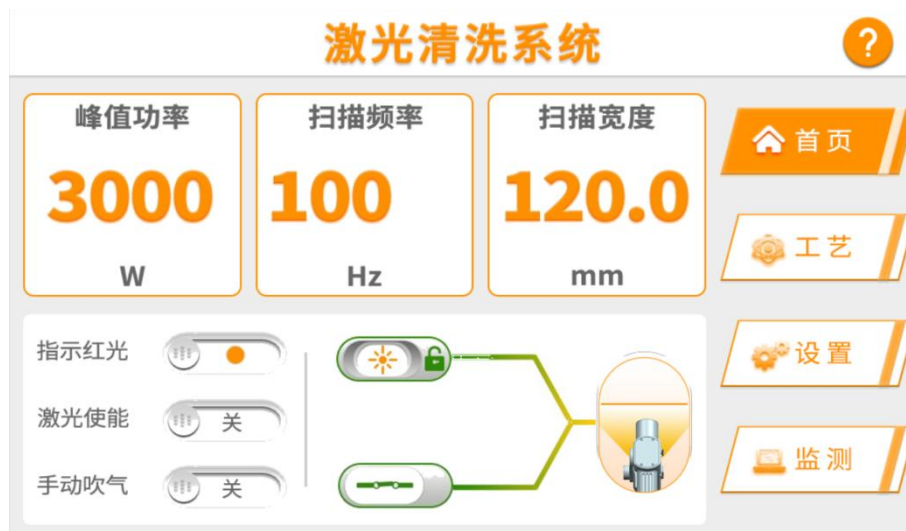 激光清洗系统
?
峰值功率
3000
W
扫描频率
100
Hz
扫描宽度
120.0
mm
首页
工艺
设置
监测
指示红光
激光使能
关
手动吹气
关